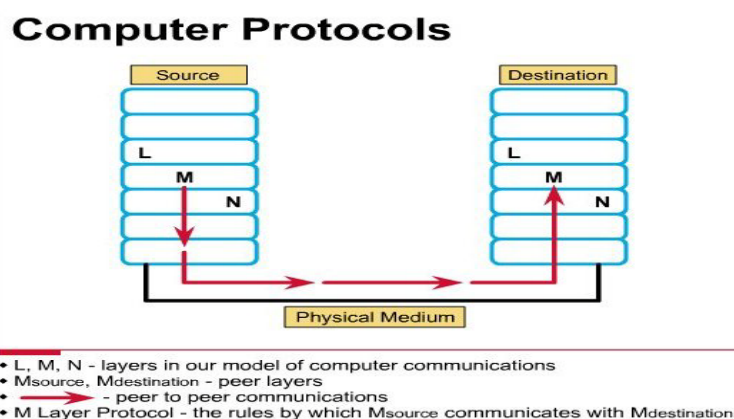 Computer Protocols
Source Destination
L L
M M
N N
Physical Medium
• L, M, N - layers in our model of computer communications
• Msource, Mdestination - peer layers
• - peer to peer communications
• M Layer Protocol - the rules by which Msource communicates with Mdestination